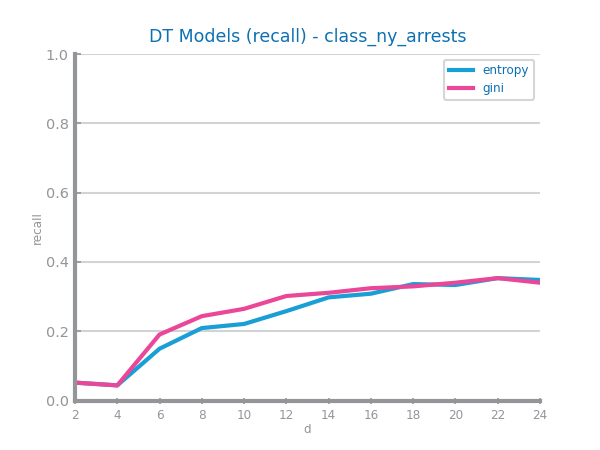 DT Models (recall) - class_ny_arrests
entropy
gini
1.0
0.8
0.6
0.4
0.2
0.0
recall
2 4 6 8 10 12 14 16 18 20 22 24
d